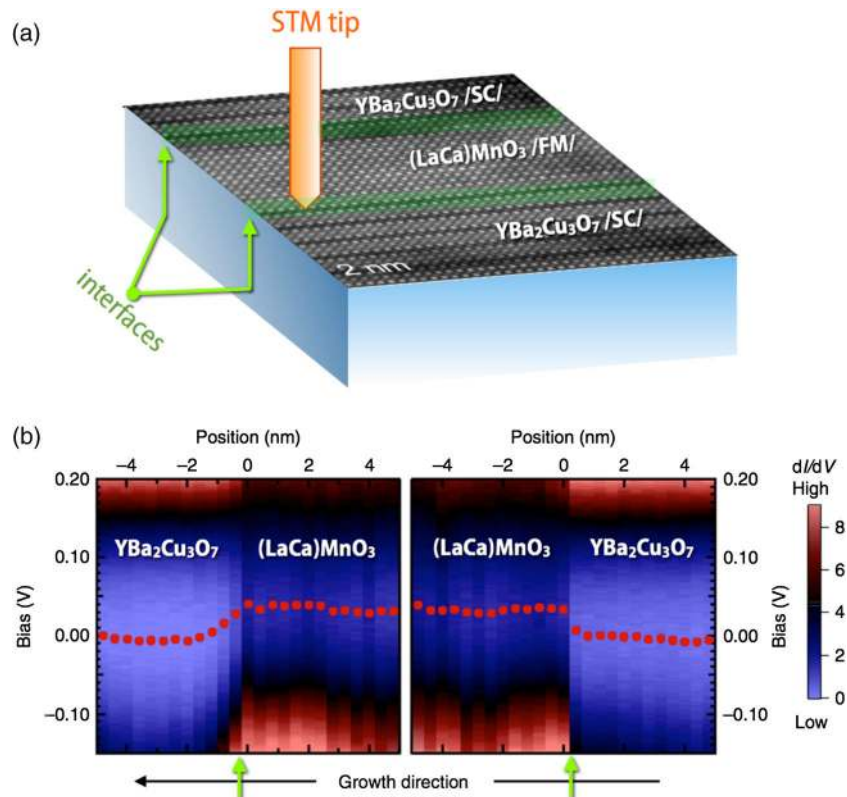 (a)
STM tip
YBa₂Cu₃O₇ /SC/
(LaCa)MnO₃ /FM/
YBa₂Cu₃O₇ /SC/
2 nm
interfaces
(b)
Position (nm)
Position (nm)
−4 −2 0 2 4
−4 −2 0 2 4
dI/dV
High
0.20
0.20
8
YBa₂Cu₃O₇
(LaCa)MnO₃
(LaCa)MnO₃
YBa₂Cu₃O₇
0.10
0.10
6
Bias (V)
Bias (V)
4
0.00
0.00
2
−0.10
−0.10
0
Low
Growth direction